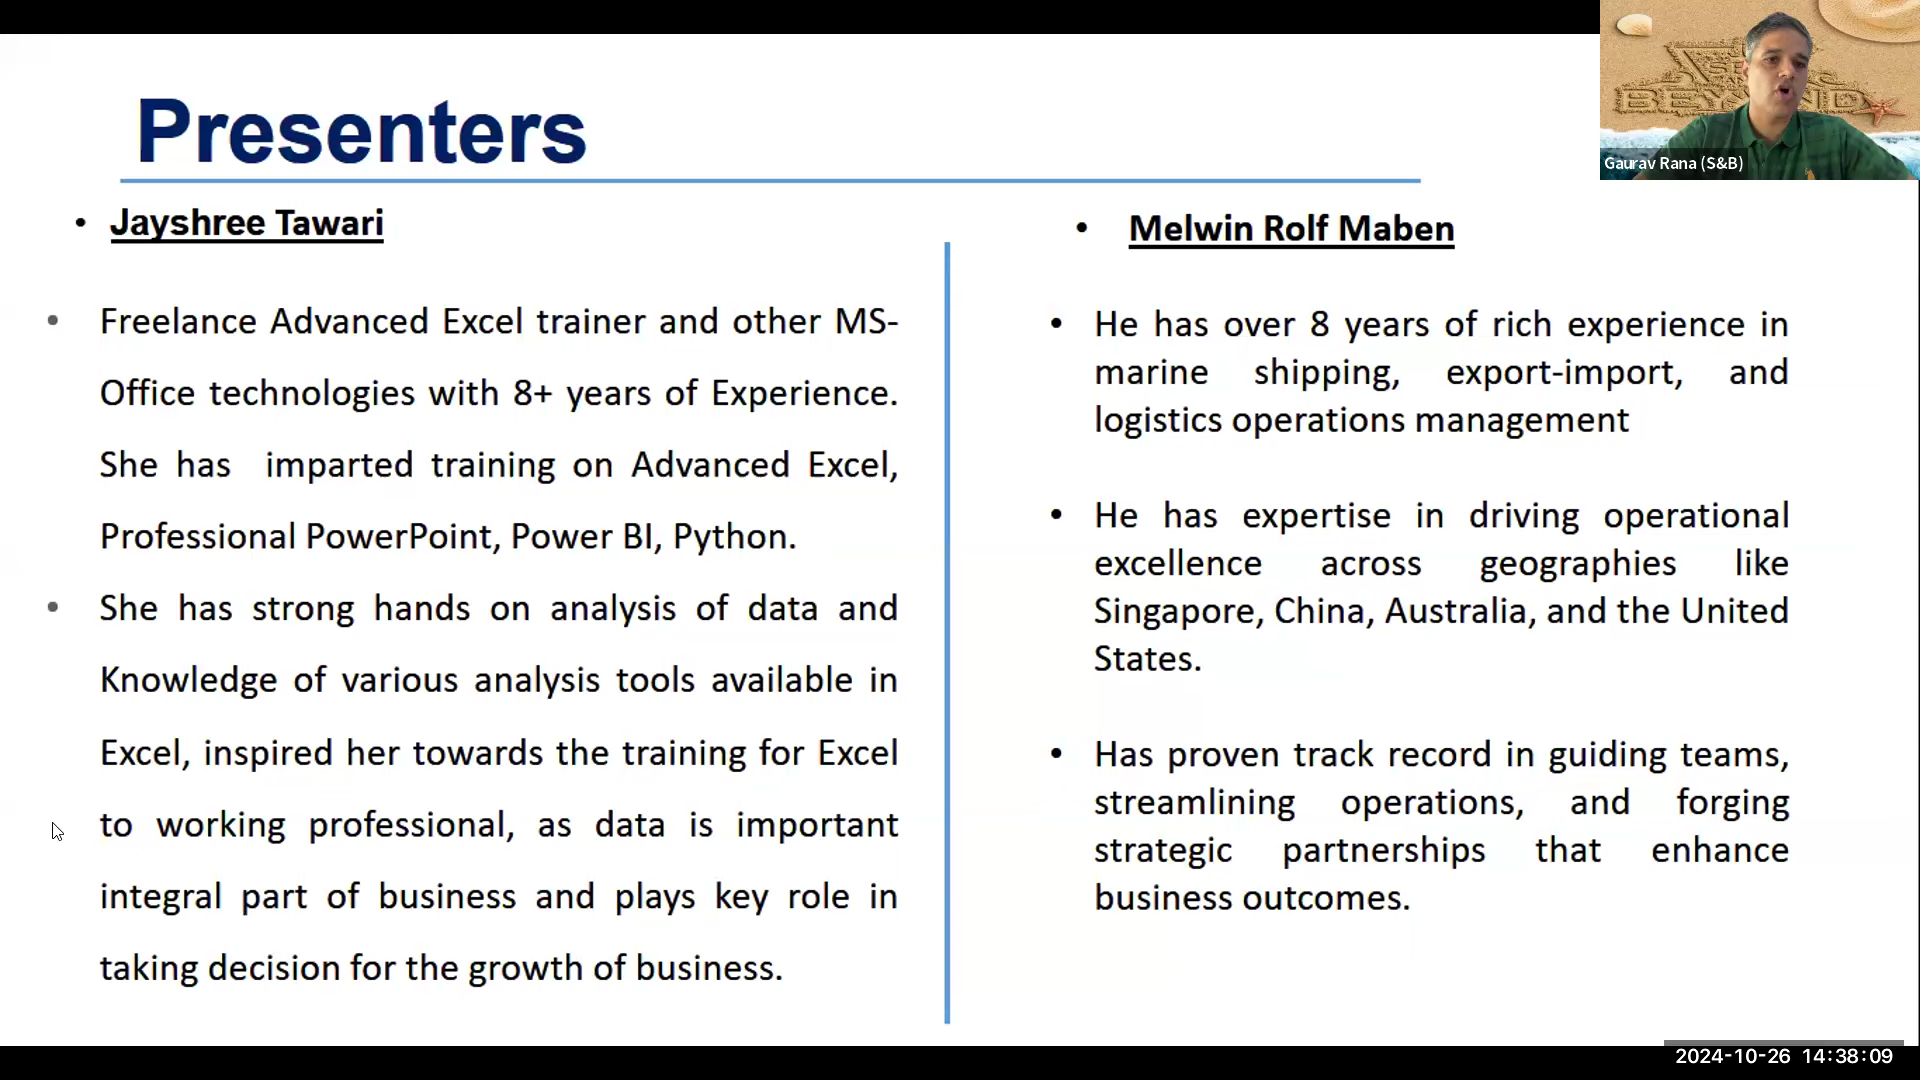 Presenters
• Jayshree Tawari
• Freelance Advanced Excel trainer and other MS-
Office technologies with 8+ years of Experience.
She has imparted training on Advanced Excel,
Professional PowerPoint, Power BI, Python.
• She has strong hands on analysis of data and
Knowledge of various analysis tools available in
Excel, inspired her towards the training for Excel
to working professional, as data is important
integral part of business and plays key role in
taking decision for the growth of business.
• Melwin Rolf Maben
• He has over 8 years of rich experience in
marine shipping, export-import, and
logistics operations management
• He has expertise in driving operational
excellence across geographies like
Singapore, China, Australia, and the United
States.
• Has proven track record in guiding teams,
streamlining operations, and forging
strategic partnerships that enhance
business outcomes.
Gaurav Rana (S&B)
2024-10-26 14:38:09